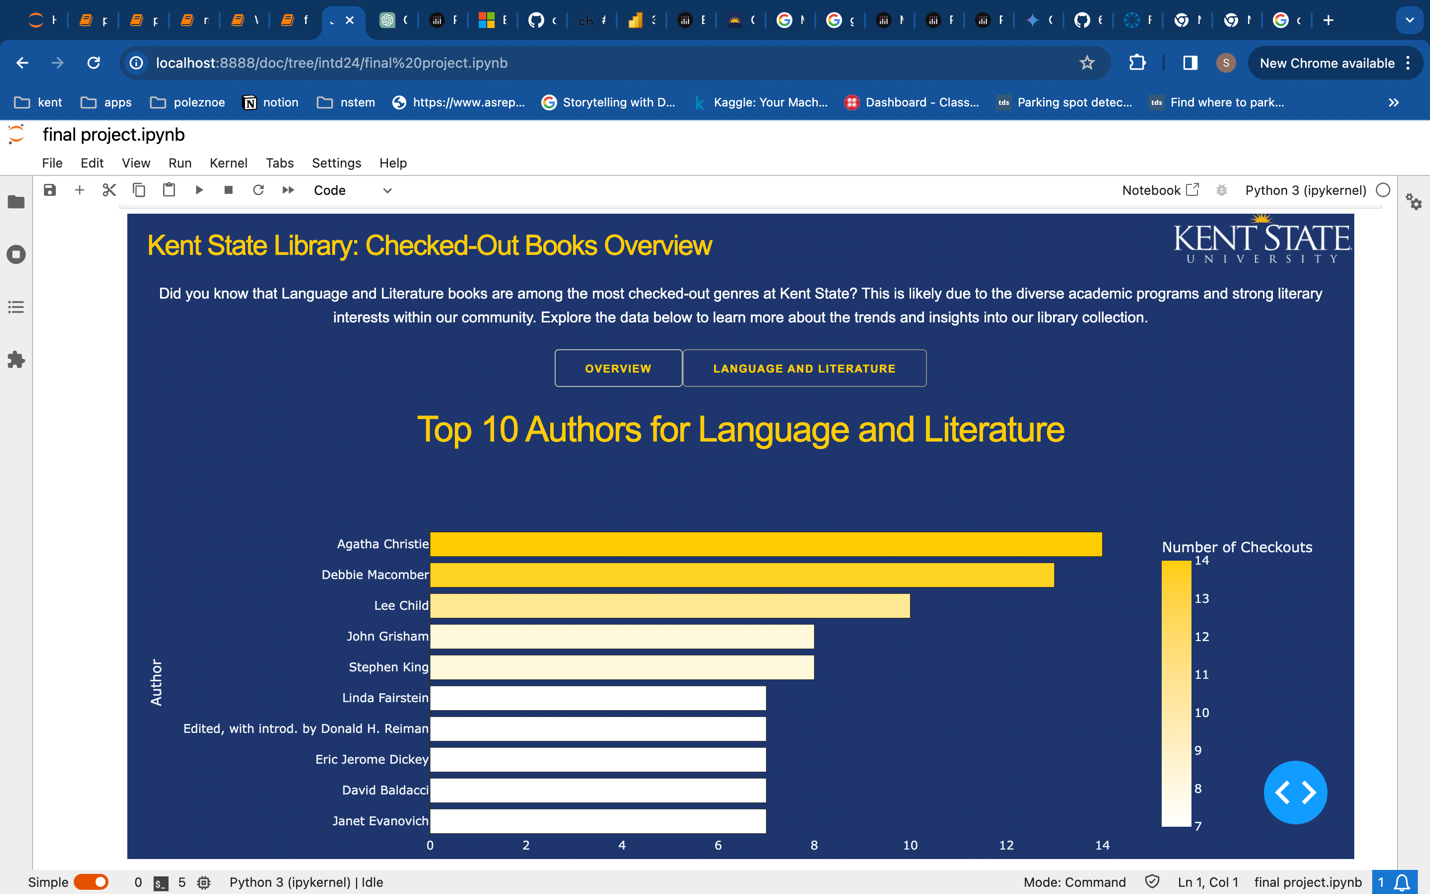 New Chrome available
localhost:8888/doc/tree/intd24/final%20project.ipynb
kent
apps
poleznoe
notion
nstem
https://www.asrep...
Storytelling with D...
Kaggle: Your Mach...
Dashboard - Class...
tds Parking spot detec...
tds Find where to park...
final project.ipynb
File Edit View Run Kernel Tabs Settings Help
Code
Notebook
Python 3 (ipykernel)
Kent State Library: Checked-Out Books Overview
KENT STATE
UNIVERSITY
Did you know that Language and Literature books are among the most checked-out genres at Kent State? This is likely due to the diverse academic programs and strong literary
interests within our community. Explore the data below to learn more about the trends and insights into our library collection.
OVERVIEW
LANGUAGE AND LITERATURE
Top 10 Authors for Language and Literature
Author
Agatha Christie
Debbie Macomber
Lee Child
John Grisham
Stephen King
Linda Fairstein
Edited, with introd. by Donald H. Reiman
Eric Jerome Dickey
David Baldacci
Janet Evanovich
0 2 4 6 8 10 12 14
Number of Checkouts
14
13
12
11
10
9
8
7
Simple
0
5
Python 3 (ipykernel) | Idle
Mode: Command
Ln 1, Col 1
final project.ipynb
1